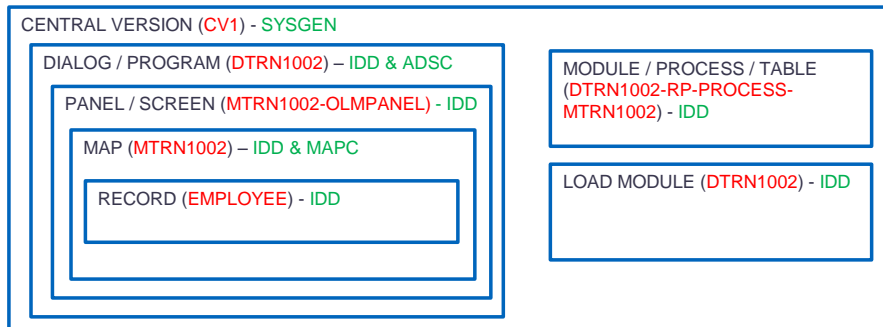 CENTRAL VERSION (CV1) - SYSGEN
DIALOG / PROGRAM (DTRN1002) – IDD & ADSC
PANEL / SCREEN (MTRN1002-OLMPANEL) - IDD
MAP (MTRN1002) – IDD & MAPC
RECORD (EMPLOYEE) - IDD
MODULE / PROCESS / TABLE
(DTRN1002-RP-PROCESS-
MTRN1002) - IDD
LOAD MODULE (DTRN1002) - IDD